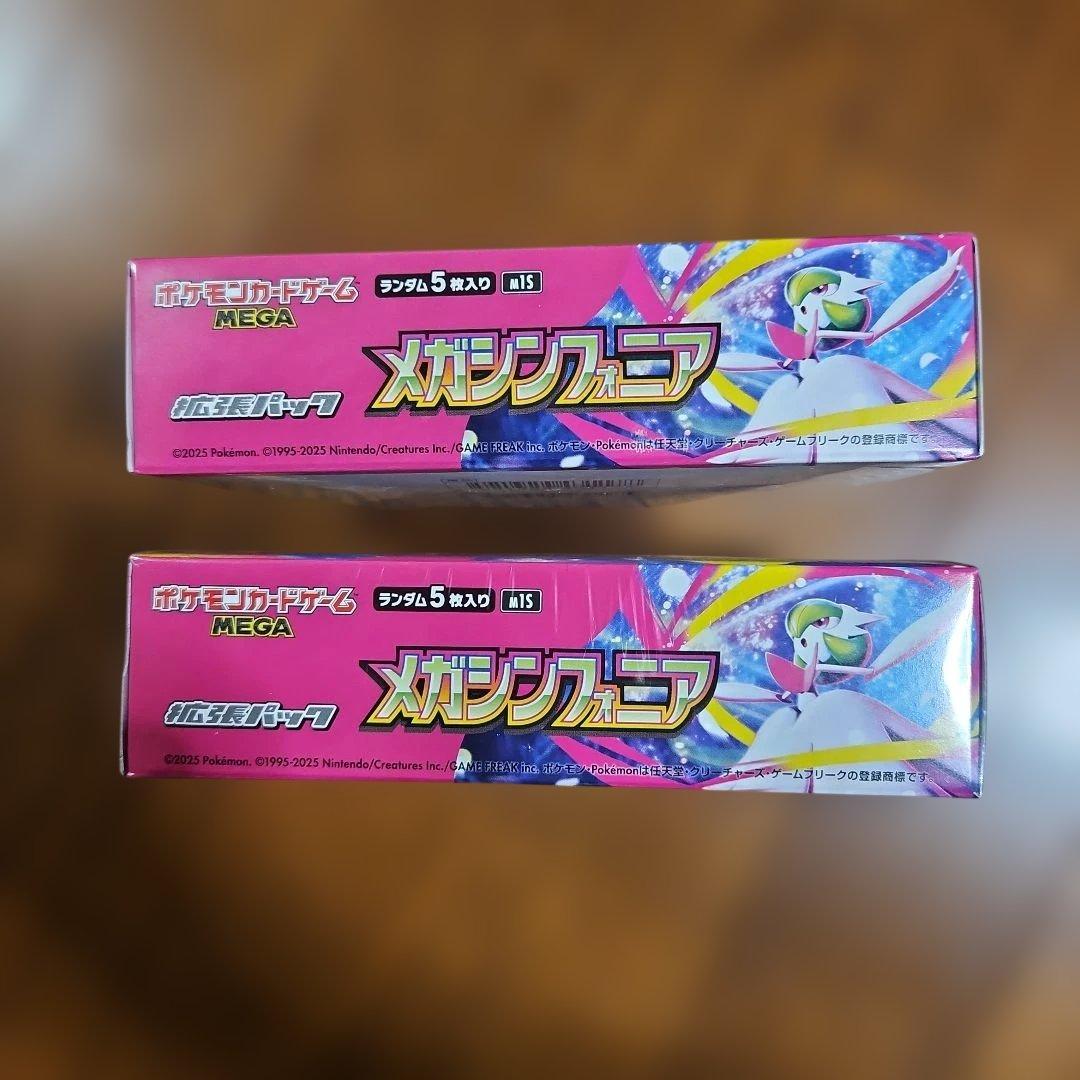 ポケモンカードゲーム
MEGA
ランダム5枚入り M1S
メガシンフォニア
拡張パック
©2025 Pokémon. ©1995-2025 Nintendo/Creatures Inc./GAME FREAK inc. ポケモン・Pokémonは任天堂・クリーチャーズ・ゲームフリークの登録商標です。
ポケモンカードゲーム
MEGA
ランダム5枚入り M1S
メガシンフォニア
拡張パック
©2025 Pokémon. ©1995-2025 Nintendo/Creatures Inc./GAME FREAK inc. ポケモン・Pokémonは任天堂・クリーチャーズ・ゲームフリークの登録商標です。